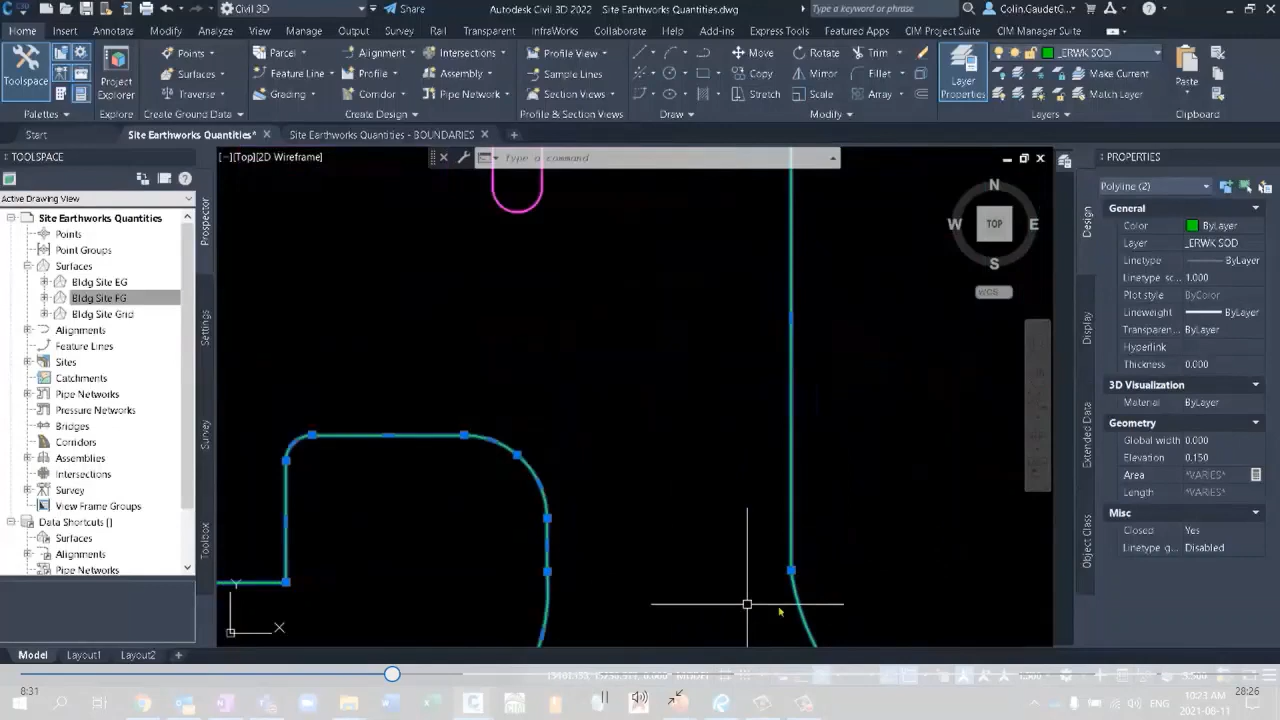 Civil 3D
Share
Autodesk Civil 3D 2022
Site Earthworks Quantities.dwg
Type a keyword or phrase
Colin.GaudetG...
Home
Insert
Annotate
Modify
Analyze
View
Manage
Output
Survey
Rail
Transparent
InfraWorks
Collaborate
Help
Add-ins
Express Tools
Featured Apps
CIM Project Suite
CIM Manager Suite
Points
Parcel
Alignment
Intersections
Profile View
Move
Rotate
Trim
_ERWK SOD
Surfaces
Feature Line
Profile
Assembly
Sample Lines
Copy
Mirror
Fillet
Make Current
Toolspace
Project
Explorer
Traverse
Grading
Corridor
Pipe Network
Section Views
Stretch
Scale
Array
Layer
Properties
Match Layer
Paste
Palettes
Explore
Create Ground Data
Create Design
Profile & Section Views
Draw
Modify
Layers
Clipboard
Start
Site Earthworks Quantities*
Site Earthworks Quantities - BOUNDARIES
TOOLSPACE
[−][Top][2D Wireframe]
Type a command
PROPERTIES
Active Drawing View
Polyline (2)
Site Earthworks Quantities
Points
Point Groups
Surfaces
Bldg Site EG
Bldg Site FG
Bldg Site Grid
Alignments
Feature Lines
Sites
Catchments
Pipe Networks
Pressure Networks
Bridges
Corridors
Assemblies
Intersections
Survey
View Frame Groups
Data Shortcuts []
Surfaces
Alignments
Pipe Networks
Prospector
Settings
Survey
Toolbox
N
W
TOP
E
S
WCS
Y
X
Design
Display
Extended Data
Object Class
General
Color ByLayer
Layer _ERWK SOD
Linetype ByLayer
Linetype sc... 1.000
Plot style ByColor
Lineweight ByLayer
Transparen... ByLayer
Hyperlink
Thickness 0.000
3D Visualization
Material ByLayer
Geometry
Global width 0.000
Elevation 0.150
Area *VARIES*
Length *VARIES*
Misc
Closed Yes
Linetype g... Disabled
Model
Layout1
Layout2
MODEL
3.500
8:31
28:26
10:23 AM
2021-08-11
ENG